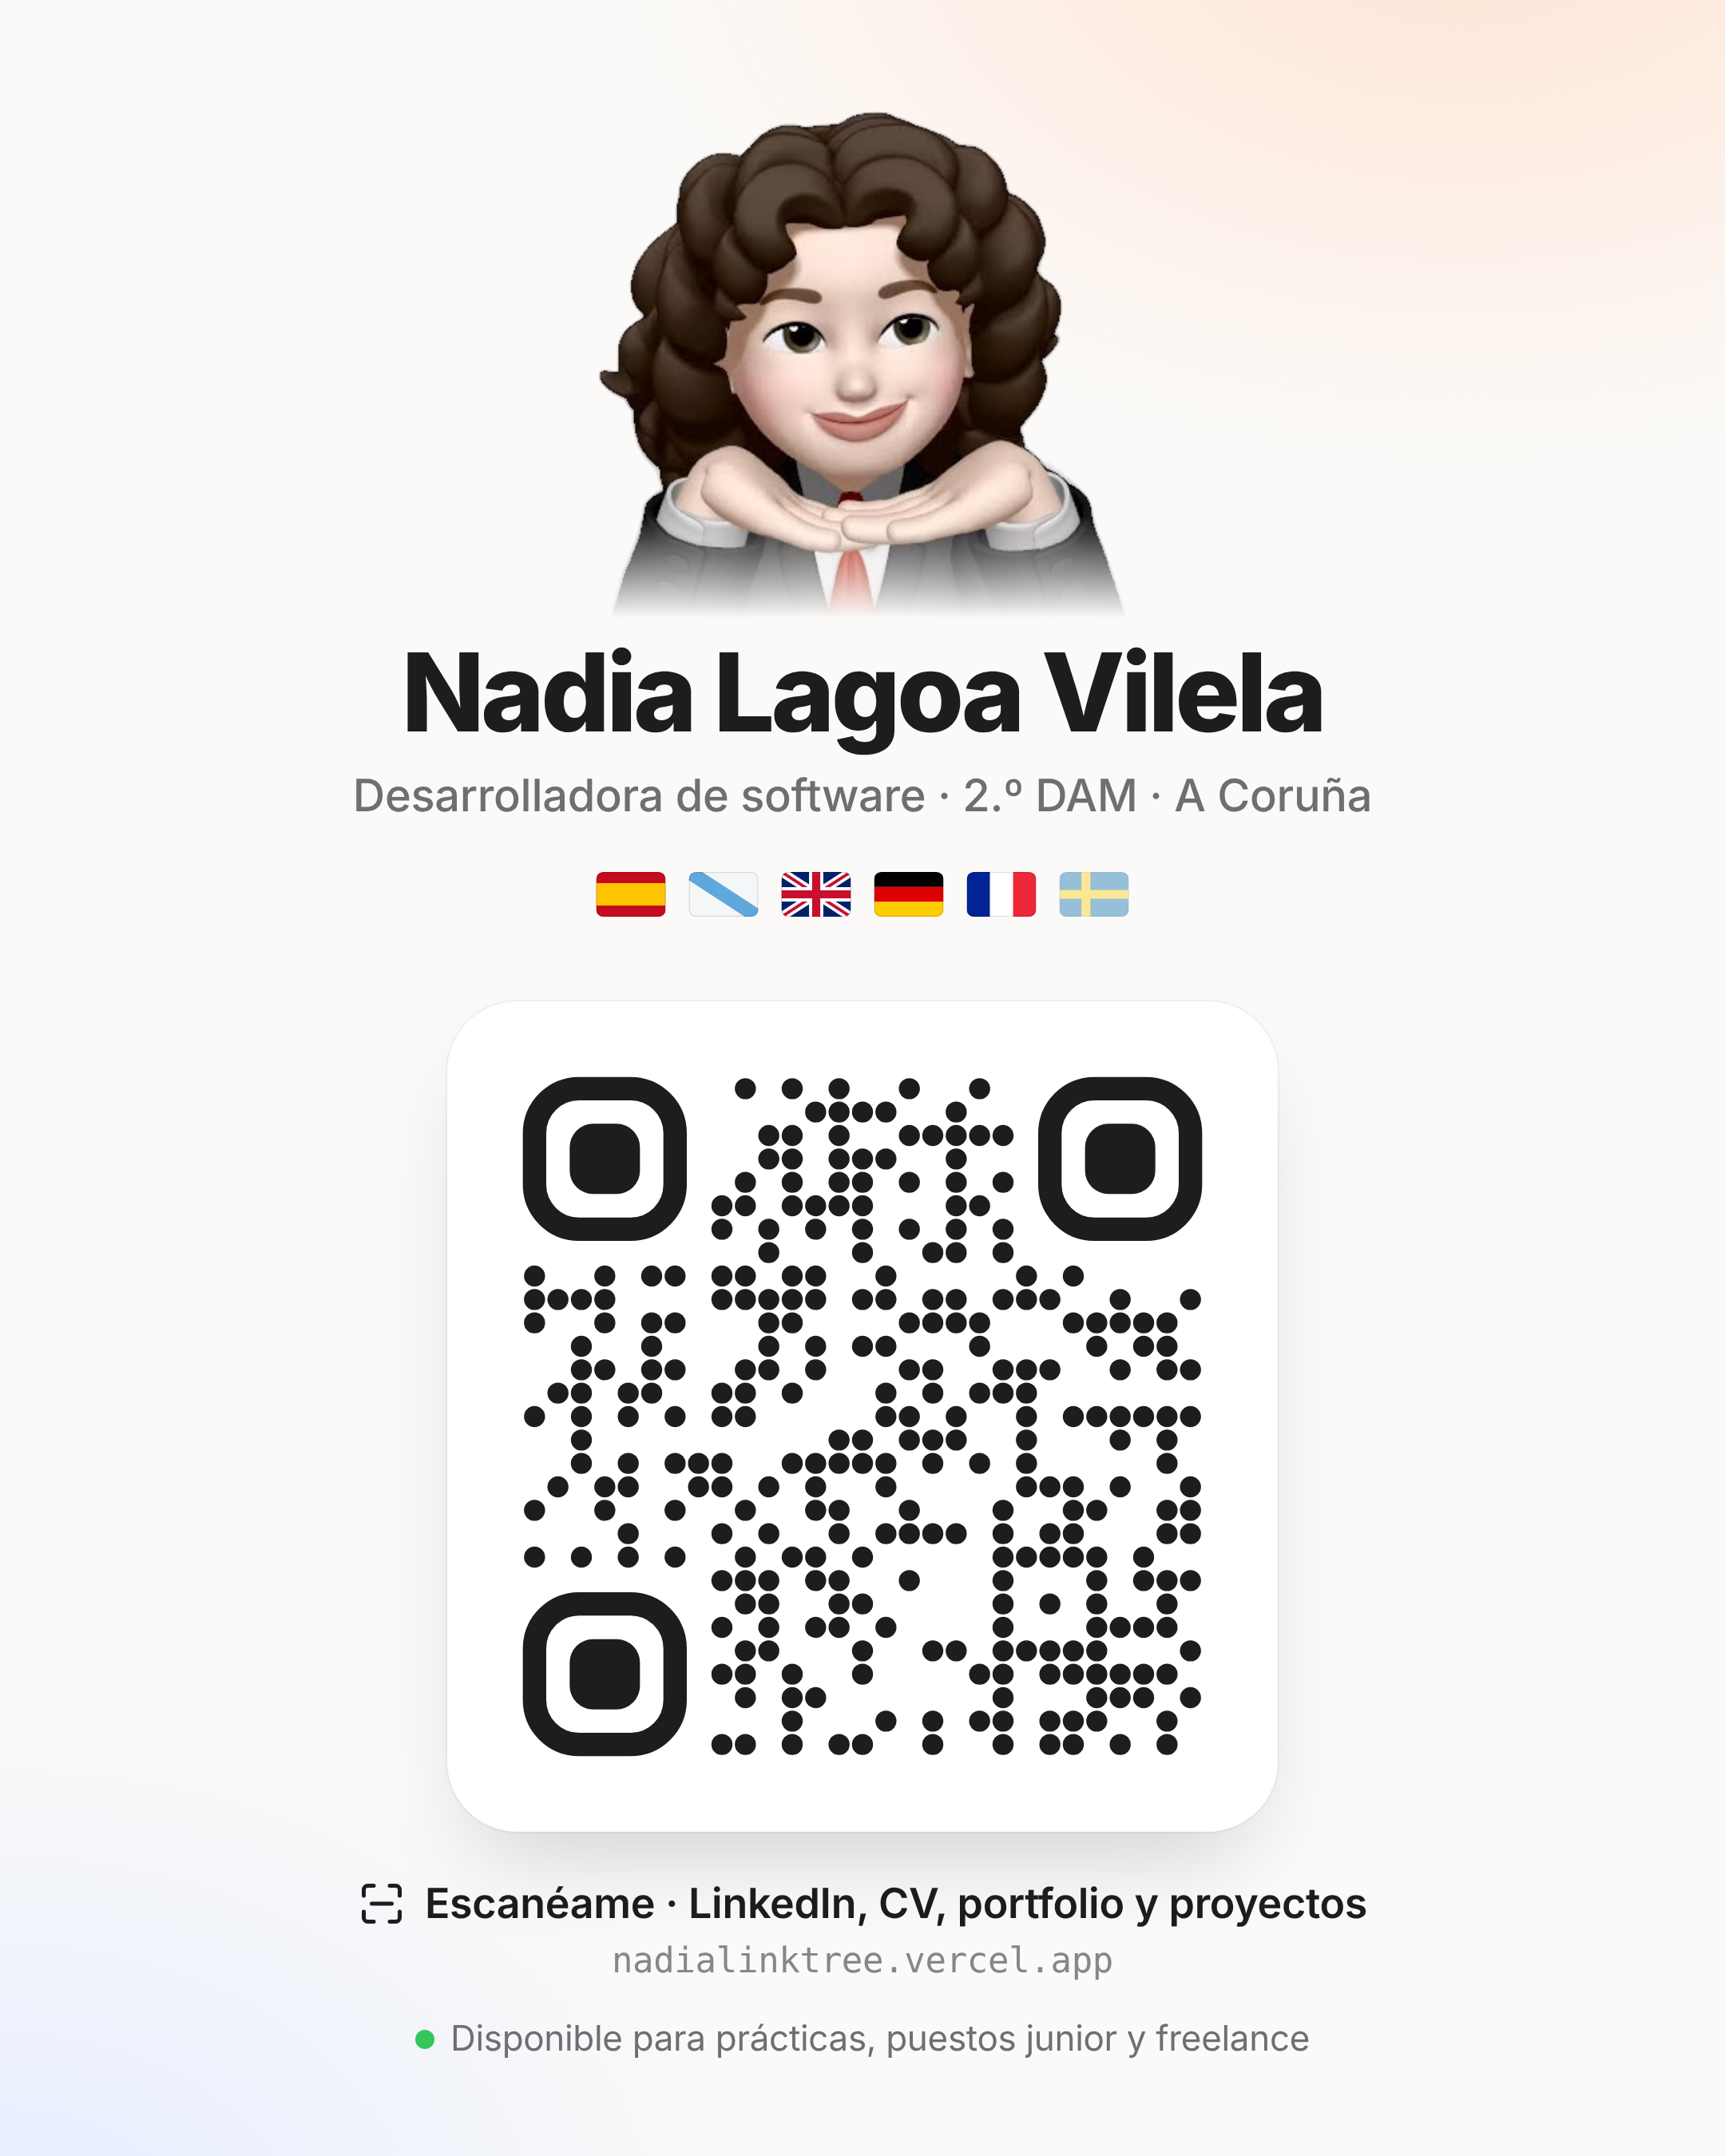 Nadia Lagoa Vilela
Desarrolladora de software · 2.º DAM · A Coruña
Escanéame · LinkedIn, CV, portfolio y proyectos
nadialinktree.vercel.app
Disponible para prácticas, puestos junior y freelance